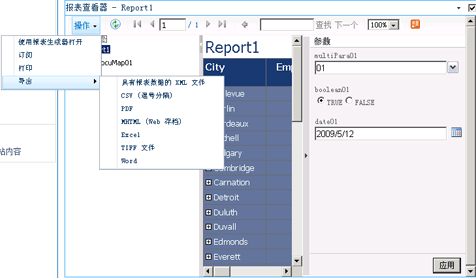 报表查看器 - Report1
操作 1 / 1 查找 下一个 100%
使用报表生成器打开
订阅
打印
导出
具有报表数据的 XML 文件
CSV (逗号分隔)
PDF
MHTML (Web 存档)
Excel
TIFF 文件
Word
ocuMap01
站内容
Report1
City Emp
llevue
rlin
rdeaux
thell
lgary
Cambridge
Carnation
Detroit
Duluth
Duvall
Edmonds
Everett
参数
multiPara01
01
boolean01
TRUE FALSE
date01
2009/5/12
应用